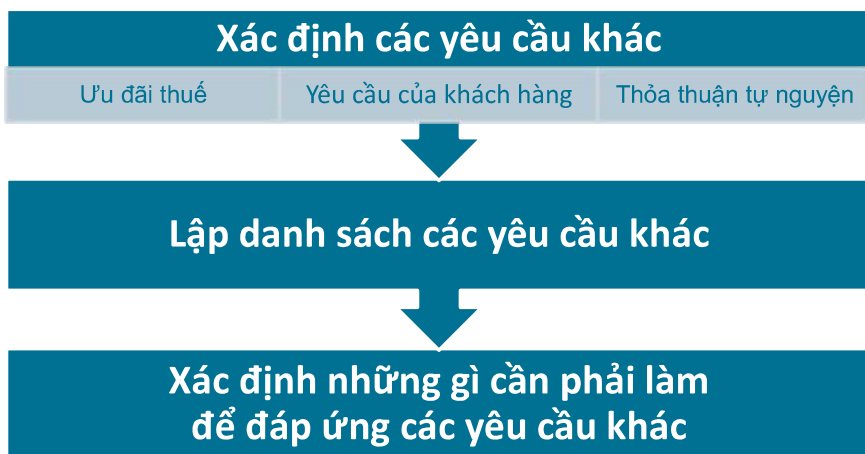 Xác định các yêu cầu khác
Ưu đãi thuế
Yêu cầu của khách hàng
Thỏa thuận tự nguyện
Lập danh sách các yêu cầu khác
Xác định những gì cần phải làm
để đáp ứng các yêu cầu khác